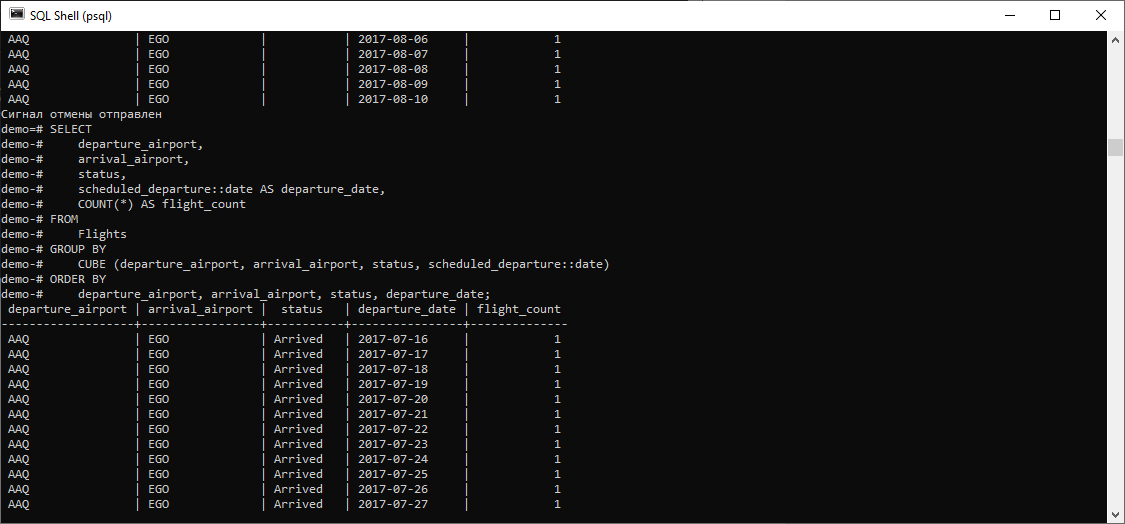 SQL Shell (psql)
AAQ | EGO | | 2017-08-06 | 1
AAQ | EGO | | 2017-08-07 | 1
AAQ | EGO | | 2017-08-08 | 1
AAQ | EGO | | 2017-08-09 | 1
AAQ | EGO | | 2017-08-10 | 1
Сигнал отмены отправлен
demo=# SELECT
demo-#     departure_airport,
demo-#     arrival_airport,
demo-#     status,
demo-#     scheduled_departure::date AS departure_date,
demo-#     COUNT(*) AS flight_count
demo-# FROM
demo-#     Flights
demo-# GROUP BY
demo-#     CUBE (departure_airport, arrival_airport, status, scheduled_departure::date)
demo-# ORDER BY
demo-#     departure_airport, arrival_airport, status, departure_date;
departure_airport | arrival_airport | status | departure_date | flight_count
-------------------+-----------------+-----------+----------------+--------------
AAQ | EGO | Arrived | 2017-07-16 | 1
AAQ | EGO | Arrived | 2017-07-17 | 1
AAQ | EGO | Arrived | 2017-07-18 | 1
AAQ | EGO | Arrived | 2017-07-19 | 1
AAQ | EGO | Arrived | 2017-07-20 | 1
AAQ | EGO | Arrived | 2017-07-21 | 1
AAQ | EGO | Arrived | 2017-07-22 | 1
AAQ | EGO | Arrived | 2017-07-23 | 1
AAQ | EGO | Arrived | 2017-07-24 | 1
AAQ | EGO | Arrived | 2017-07-25 | 1
AAQ | EGO | Arrived | 2017-07-26 | 1
AAQ | EGO | Arrived | 2017-07-27 | 1